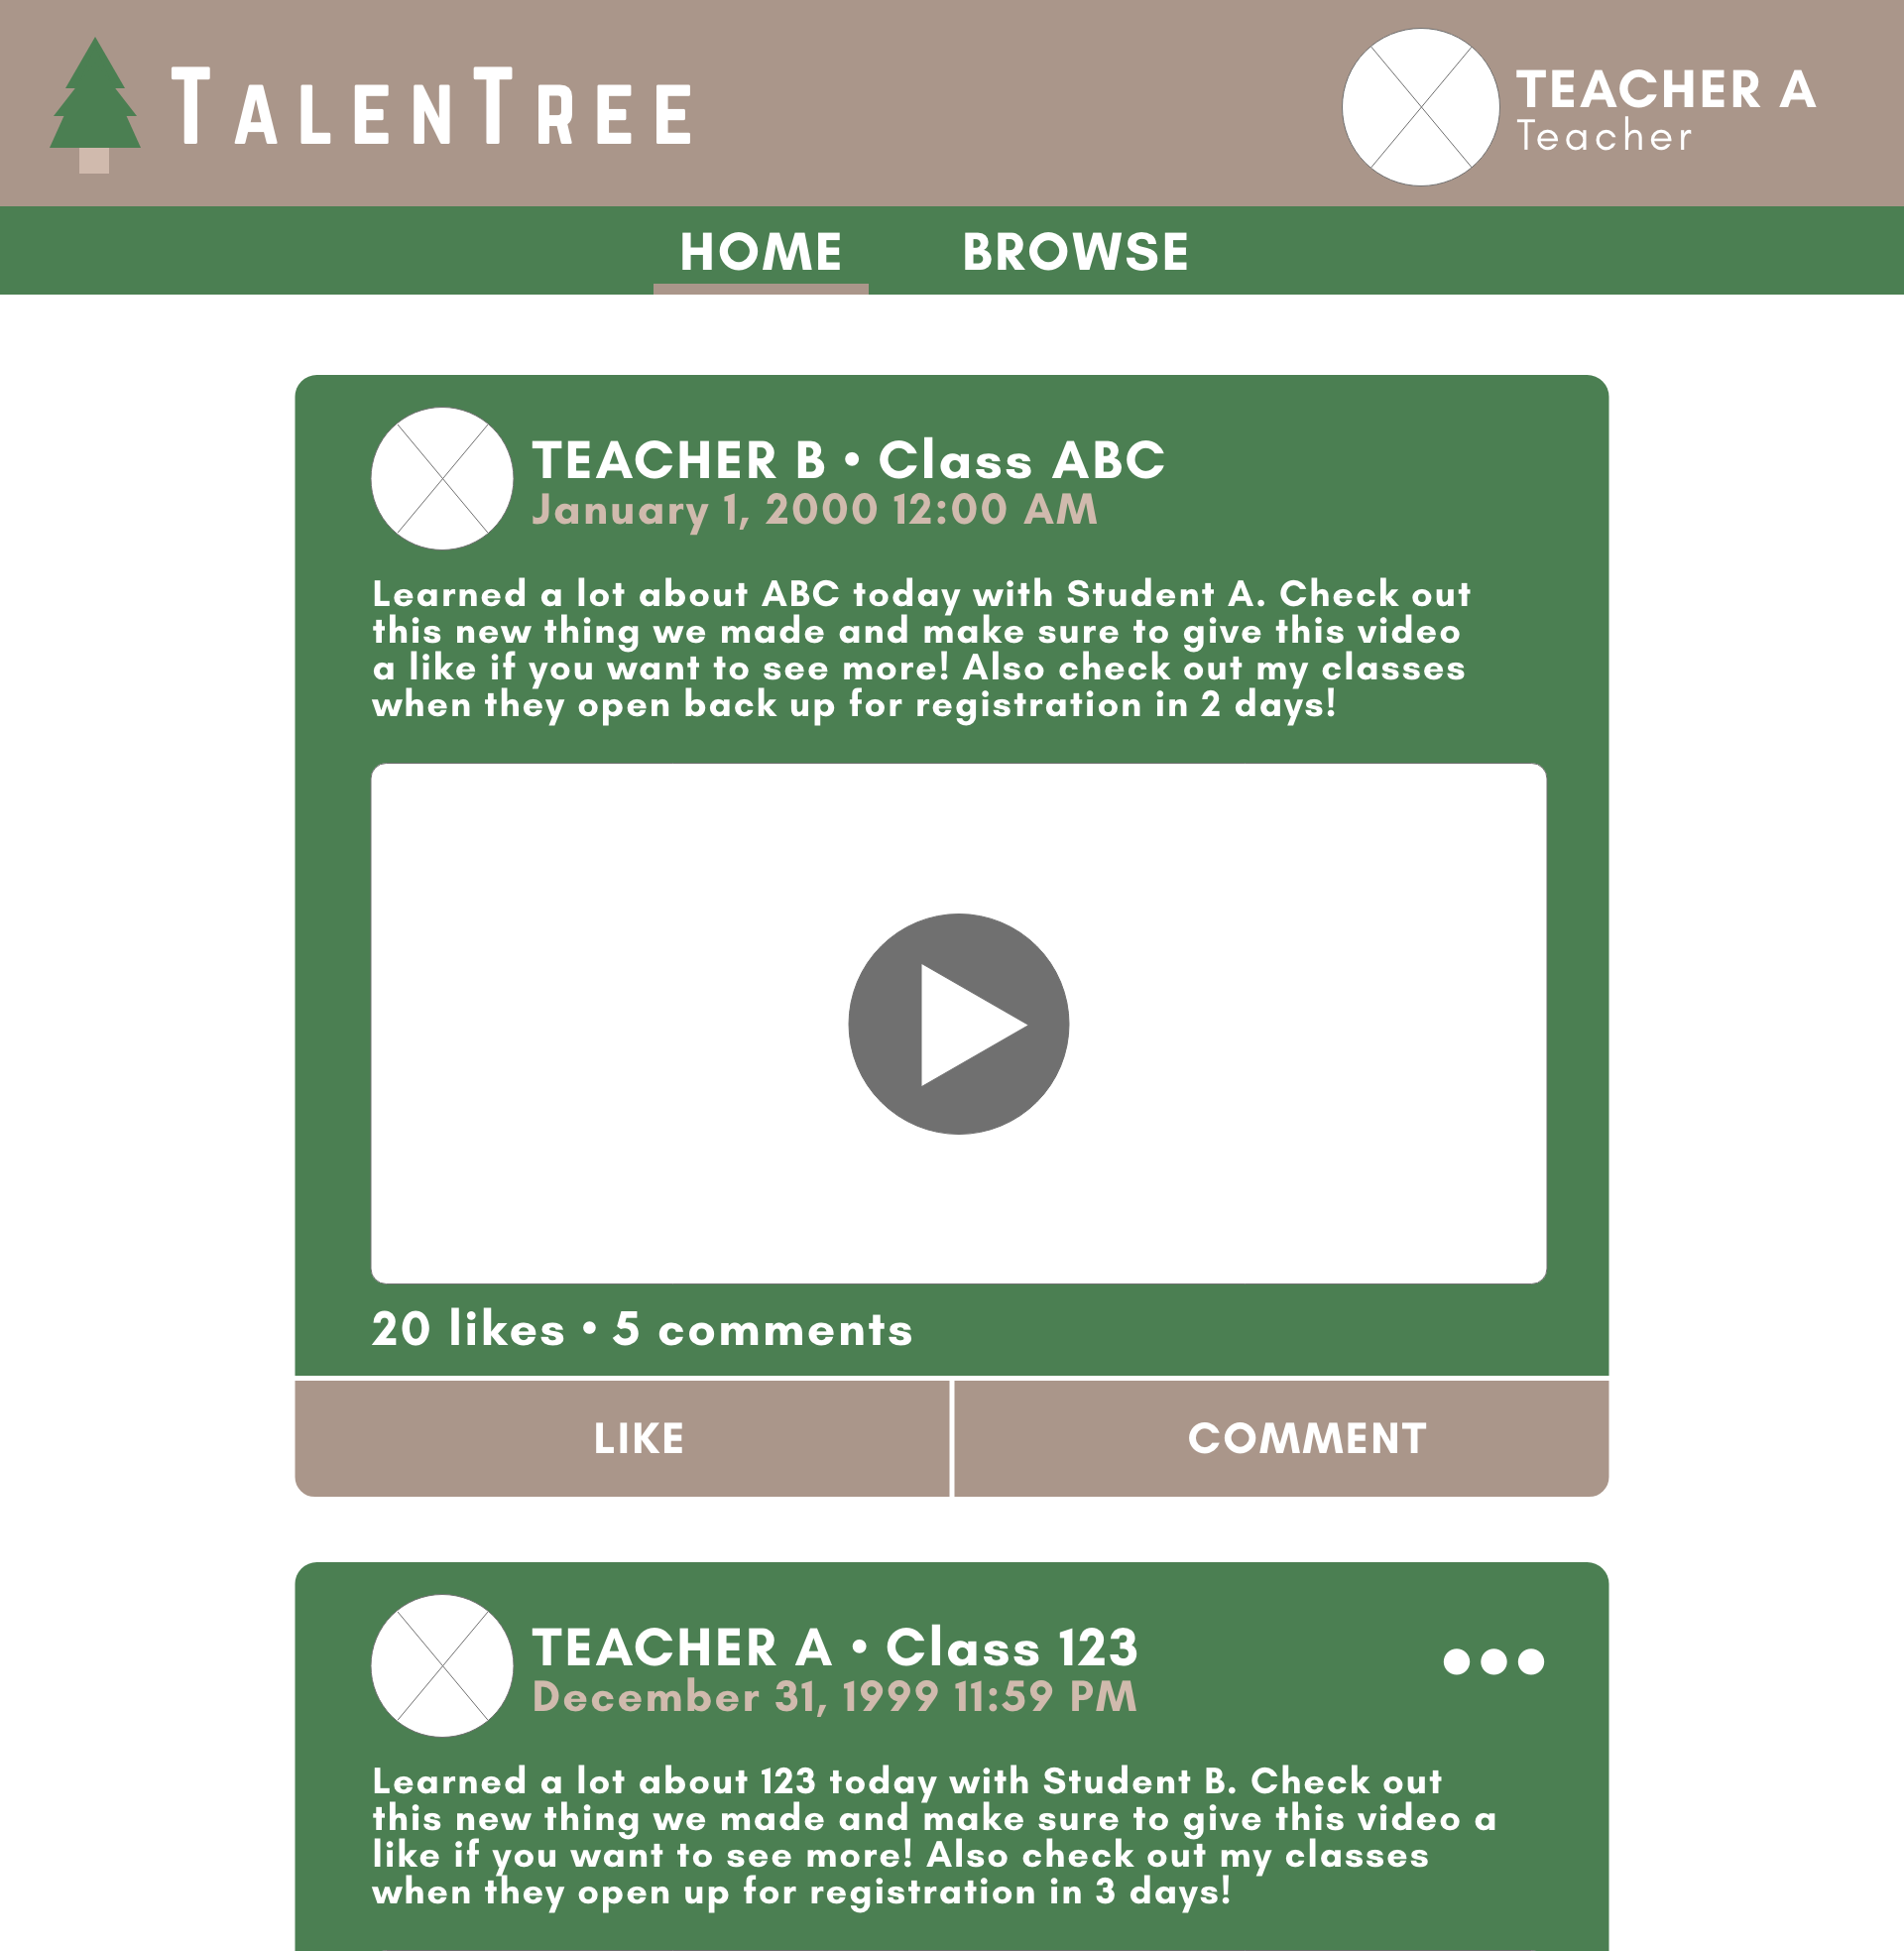 TALENTREE
TEACHER A
Teacher
HOME BROWSE
TEACHER B • Class ABC
January 1, 2000 12:00 AM
Learned a lot about ABC today with Student A. Check out
this new thing we made and make sure to give this video
a like if you want to see more! Also check out my classes
when they open back up for registration in 2 days!
20 likes • 5 comments
LIKE COMMENT
TEACHER A • Class 123
December 31, 1999 11:59 PM
Learned a lot about 123 today with Student B. Check out
this new thing we made and make sure to give this video a
like if you want to see more! Also check out my classes
when they open up for registration in 3 days!